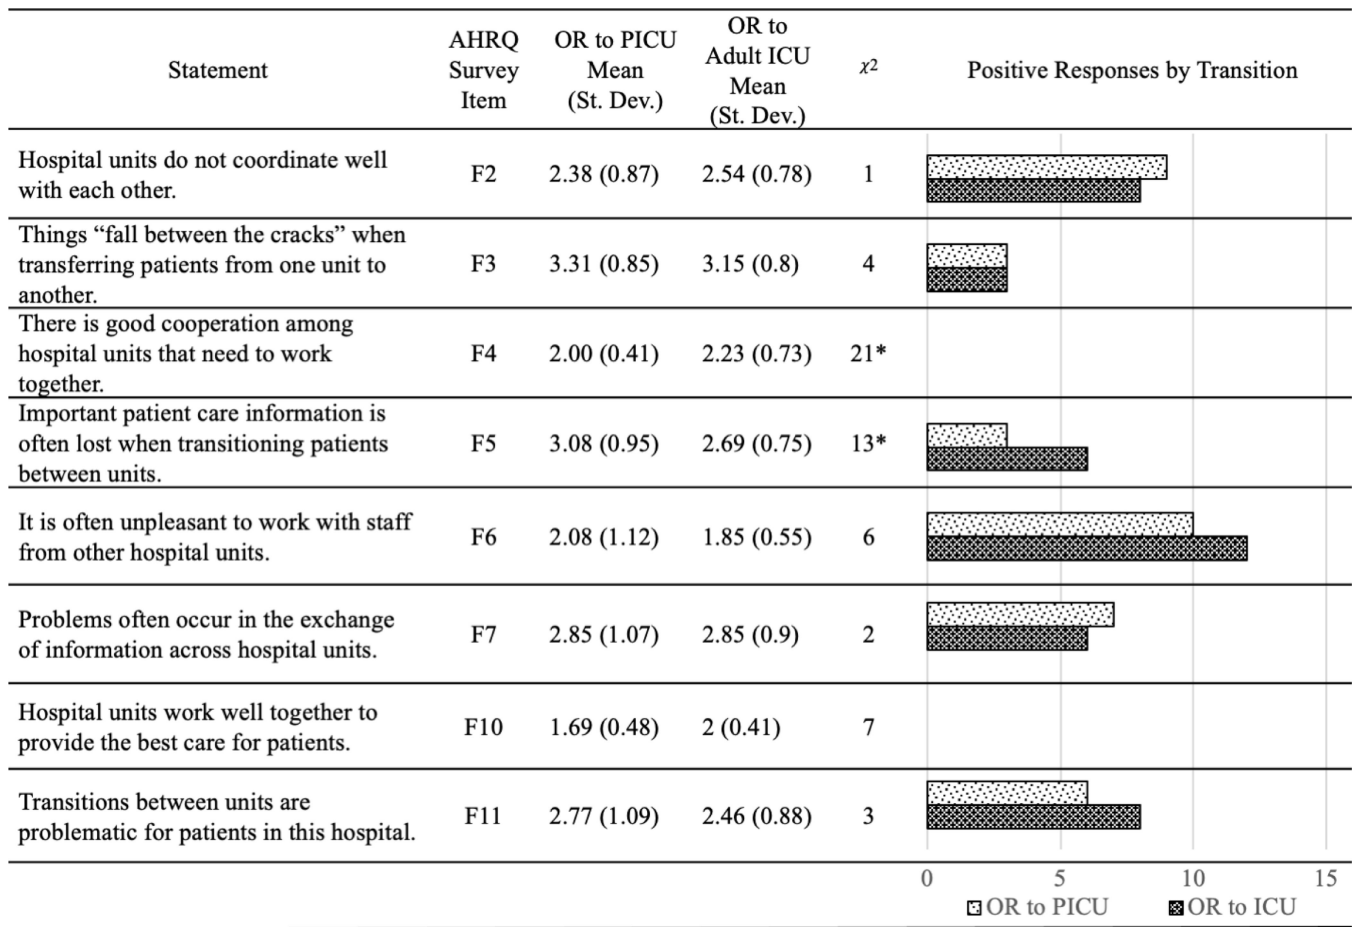 Statement
AHRQ
Survey
Item
OR to PICU
Mean
(St. Dev.)
OR to
Adult ICU
Mean
(St. Dev.)
χ2
Positive Responses by Transition
Hospital units do not coordinate well
with each other.
F2
2.38 (0.87)
2.54 (0.78)
1
Things “fall between the cracks” when
transferring patients from one unit to
another.
F3
3.31 (0.85)
3.15 (0.8)
4
There is good cooperation among
hospital units that need to work
together.
F4
2.00 (0.41)
2.23 (0.73)
21*
Important patient care information is
often lost when transitioning patients
between units.
F5
3.08 (0.95)
2.69 (0.75)
13*
It is often unpleasant to work with staff
from other hospital units.
F6
2.08 (1.12)
1.85 (0.55)
6
Problems often occur in the exchange
of information across hospital units.
F7
2.85 (1.07)
2.85 (0.9)
2
Hospital units work well together to
provide the best care for patients.
F10
1.69 (0.48)
2 (0.41)
7
Transitions between units are
problematic for patients in this hospital.
F11
2.77 (1.09)
2.46 (0.88)
3
0 5 10 15
OR to PICU OR to ICU